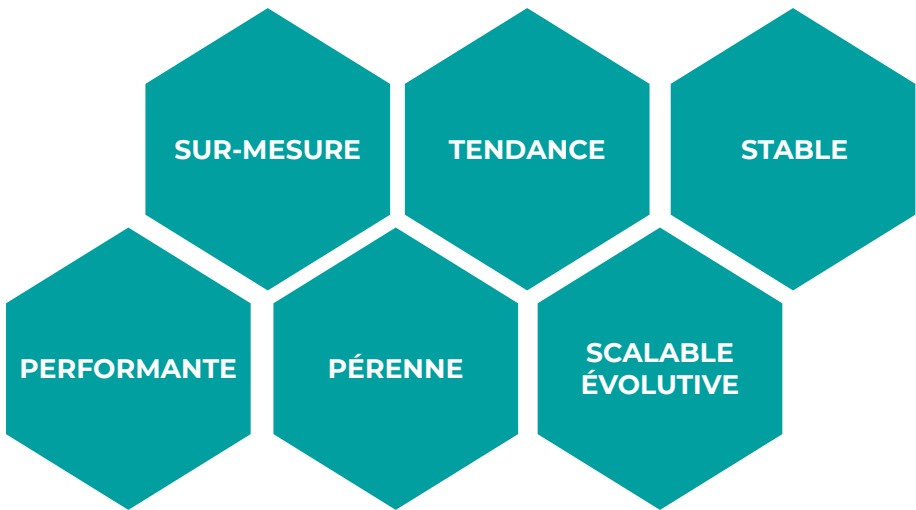 SUR-MESURE
TENDANCE
STABLE
PERFORMANTE
PÉRENNE
SCALABLE
ÉVOLUTIVE